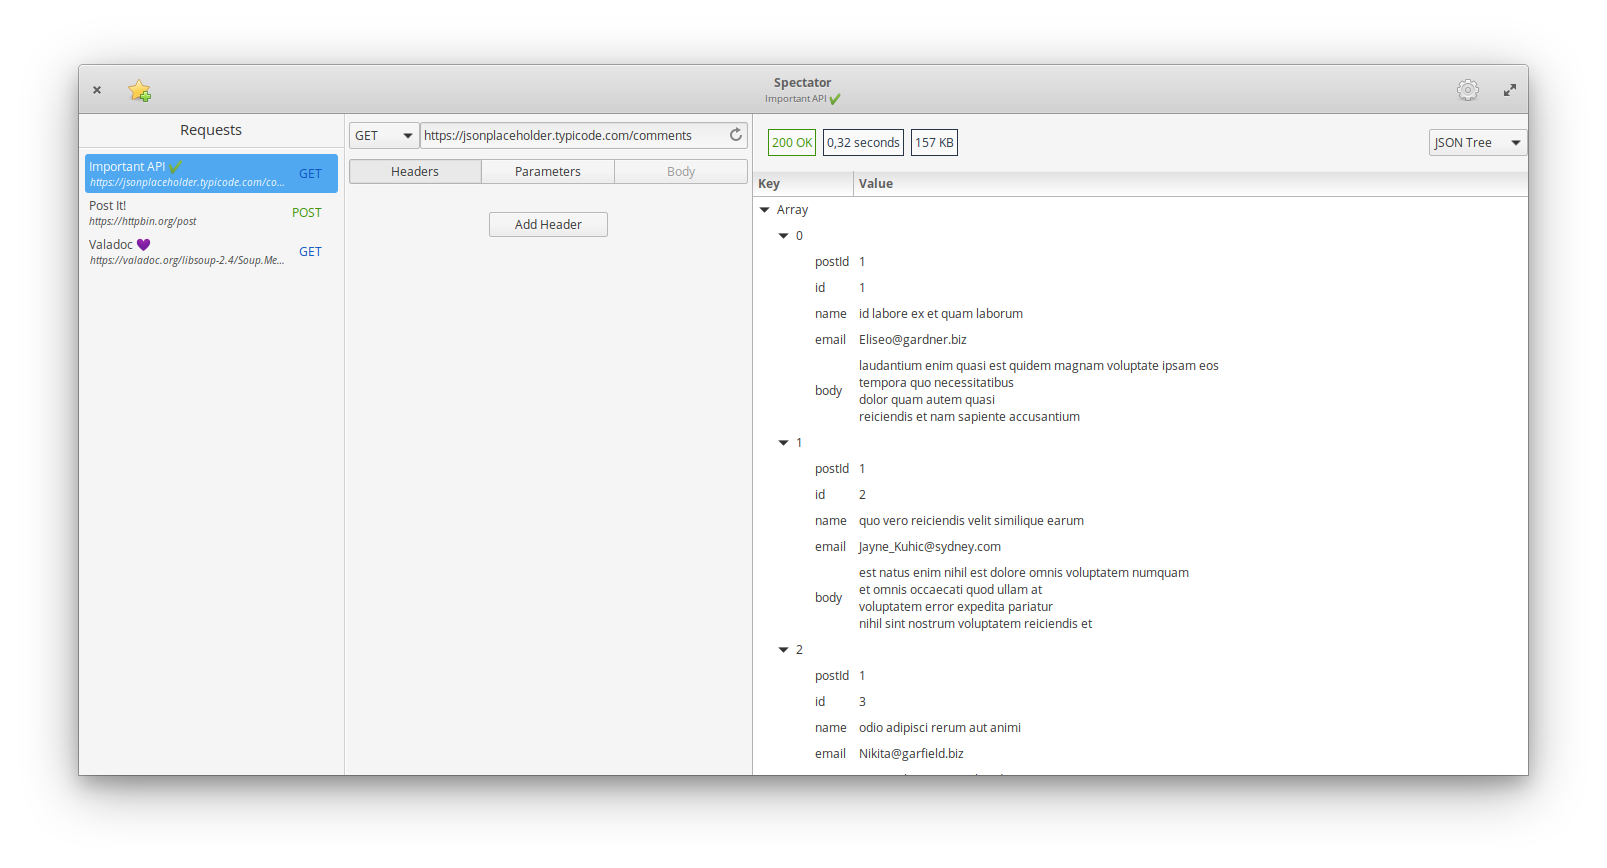 Spectator
Important API ✔
Requests
Important API ✔
https://jsonplaceholder.typicode.com/co...
GET
Post It!
https://httpbin.org/post
POST
Valadoc 💜
https://valadoc.org/libsoup-2.4/Soup.Me...
GET
GET
https://jsonplaceholder.typicode.com/comments
Headers
Parameters
Body
Add Header
200 OK
0,32 seconds
157 KB
JSON Tree
Key
Value
Array
0
postId 1
id 1
name id labore ex et quam laborum
email Eliseo@gardner.biz
body
laudantium enim quasi est quidem magnam voluptate ipsam eos
tempora quo necessitatibus
dolor quam autem quasi
reiciendis et nam sapiente accusantium
1
postId 1
id 2
name quo vero reiciendis velit similique earum
email Jayne_Kuhic@sydney.com
body
est natus enim nihil est dolore omnis voluptatem numquam
et omnis occaecati quod ullam at
voluptatem error expedita pariatur
nihil sint nostrum voluptatem reiciendis et
2
postId 1
id 3
name odio adipisci rerum aut animi
email Nikita@garfield.biz